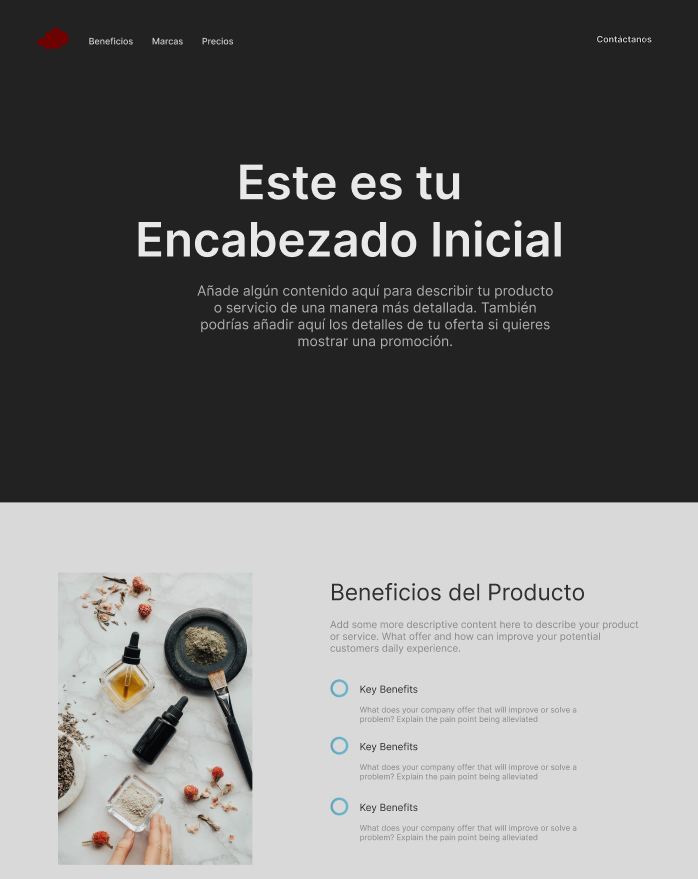 Beneficios Marcas Precios Contáctanos
Este es tu
Encabezado Inicial
Añade algún contenido aquí para describir tu producto
o servicio de una manera más detallada. También
podrías añadir aquí los detalles de tu oferta si quieres
mostrar una promoción.
Beneficios del Producto
Add some more descriptive content here to describe your product
or service. What offer and how can improve your potential
customers daily experience.
Key Benefits
What does your company offer that will improve or solve a
problem? Explain the pain point being alleviated
Key Benefits
What does your company offer that will improve or solve a
problem? Explain the pain point being alleviated
Key Benefits
What does your company offer that will improve or solve a
problem? Explain the pain point being alleviated